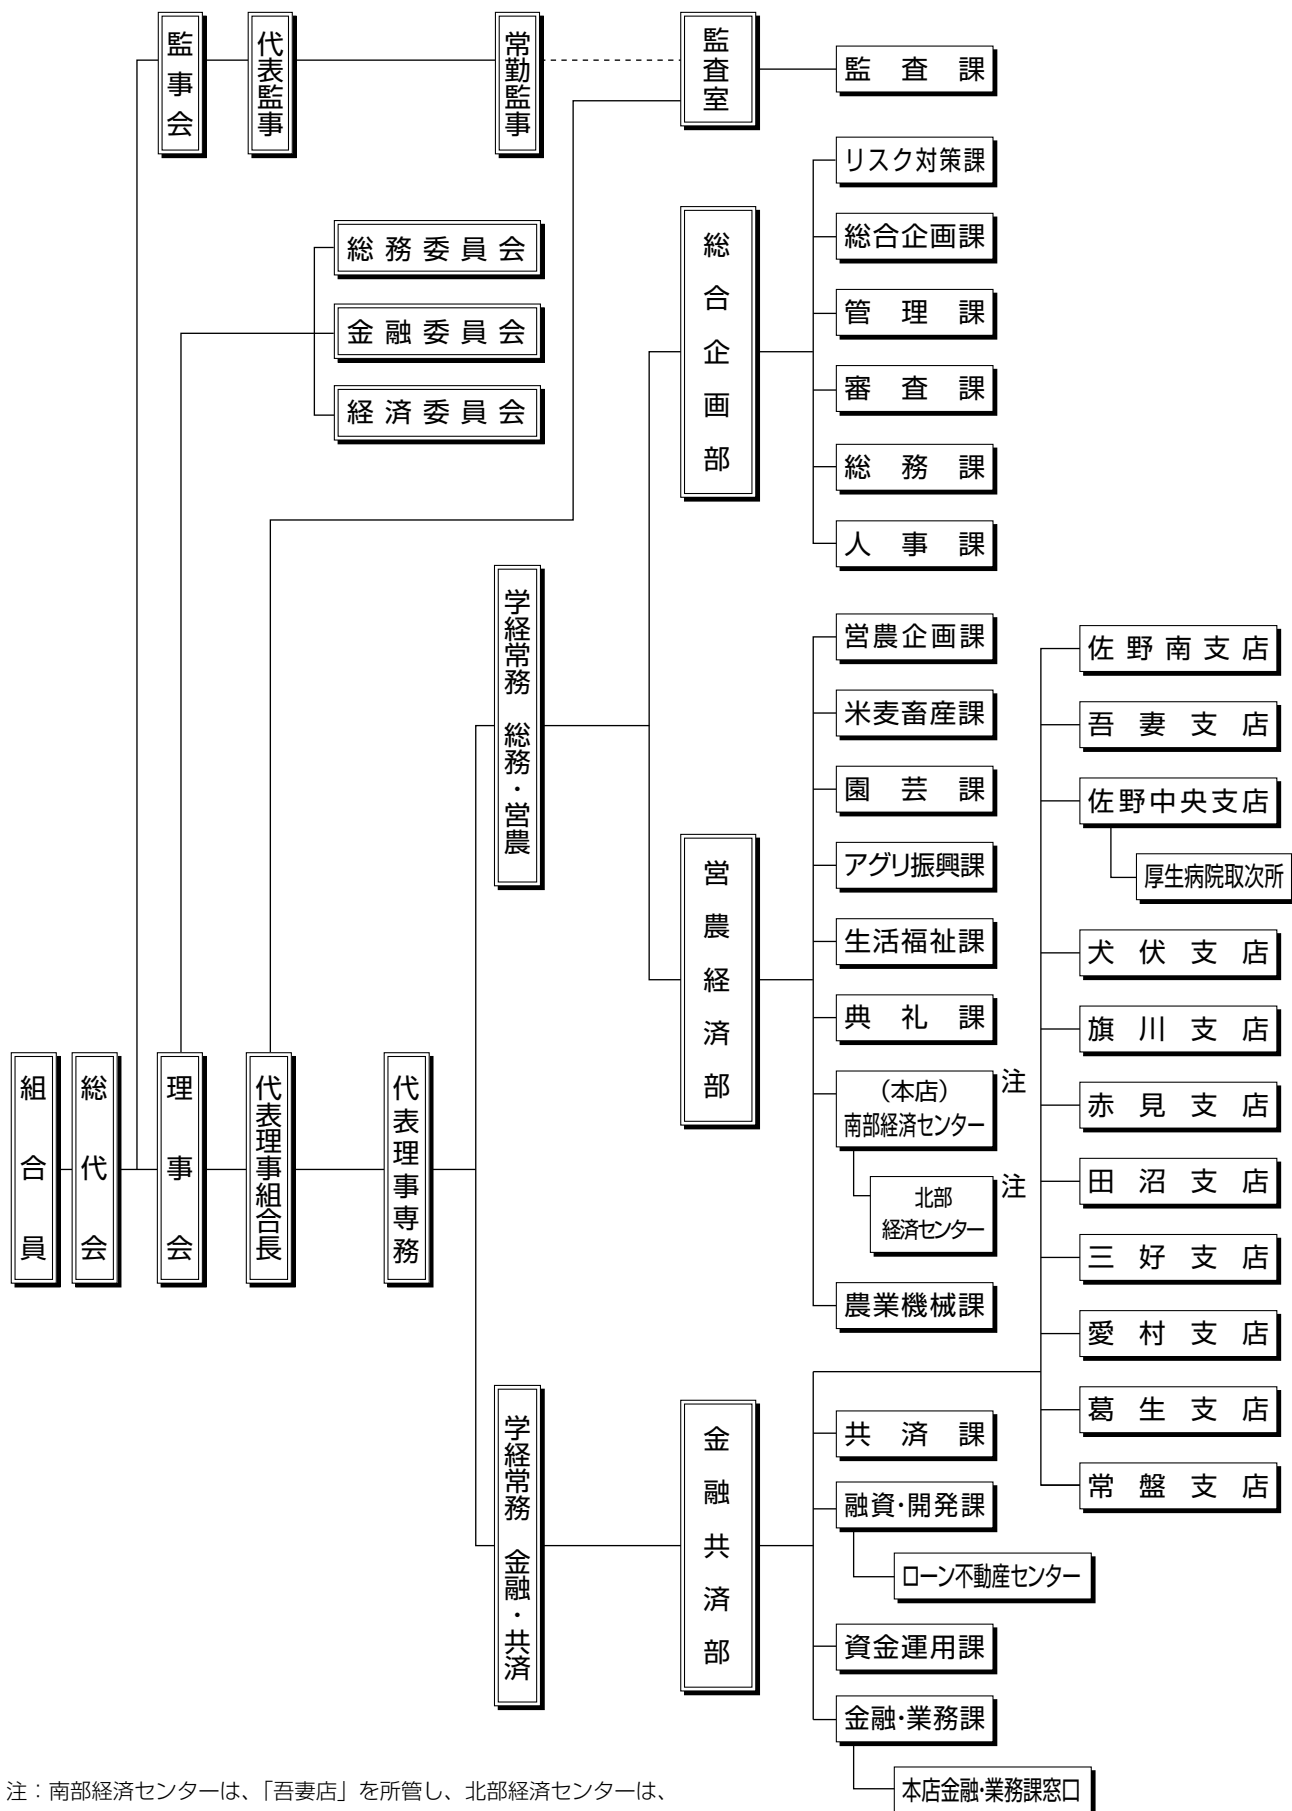 監事会
代表監事
常勤監事
監査室
監査課
リスク対策課
総合企画課
管理課
審査課
総務課
人事課
総務委員会
金融委員会
経済委員会
総合企画部
学経常務 総務・営農
営農経済部
営農企画課
米麦畜産課
園芸課
アグリ振興課
生活福祉課
典礼課
(本店)
南部経済センター
注
北部
経済センター
注
農業機械課
組合員
総代会
理事会
代表理事組合長
代表理事専務
学経常務 金融・共済
金融共済部
共済課
融資・開発課
ローン不動産センター
資金運用課
金融・業務課
本店金融・業務課窓口
佐野南支店
吾妻支店
佐野中央支店
厚生病院取次所
犬伏支店
旗川支店
赤見支店
田沼支店
三好支店
愛村支店
葛生支店
常盤支店
注:南部経済センターは、「吾妻店」を所管し、北部経済センターは、